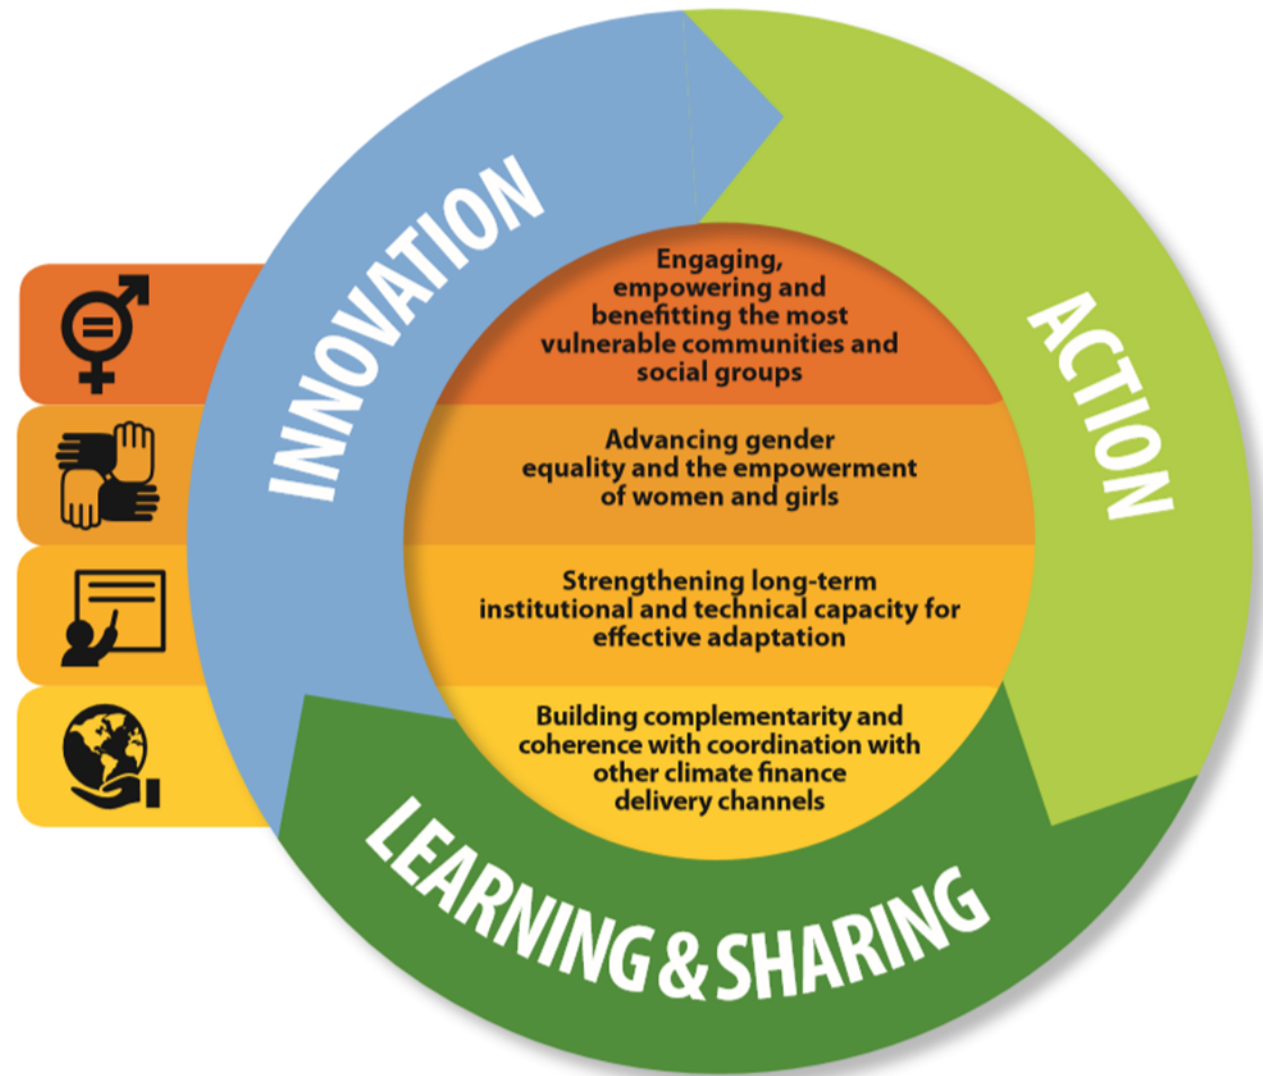 INNOVATION
ACTION
Engaging,
empowering and
benefitting the most
vulnerable communities and
social groups
Advancing gender
equality and the empowerment
of women and girls
Strengthening long-term
institutional and technical capacity for
effective adaptation
Building complementarity and
coherence with coordination with
other climate finance
delivery channels
LEARNING & SHARING